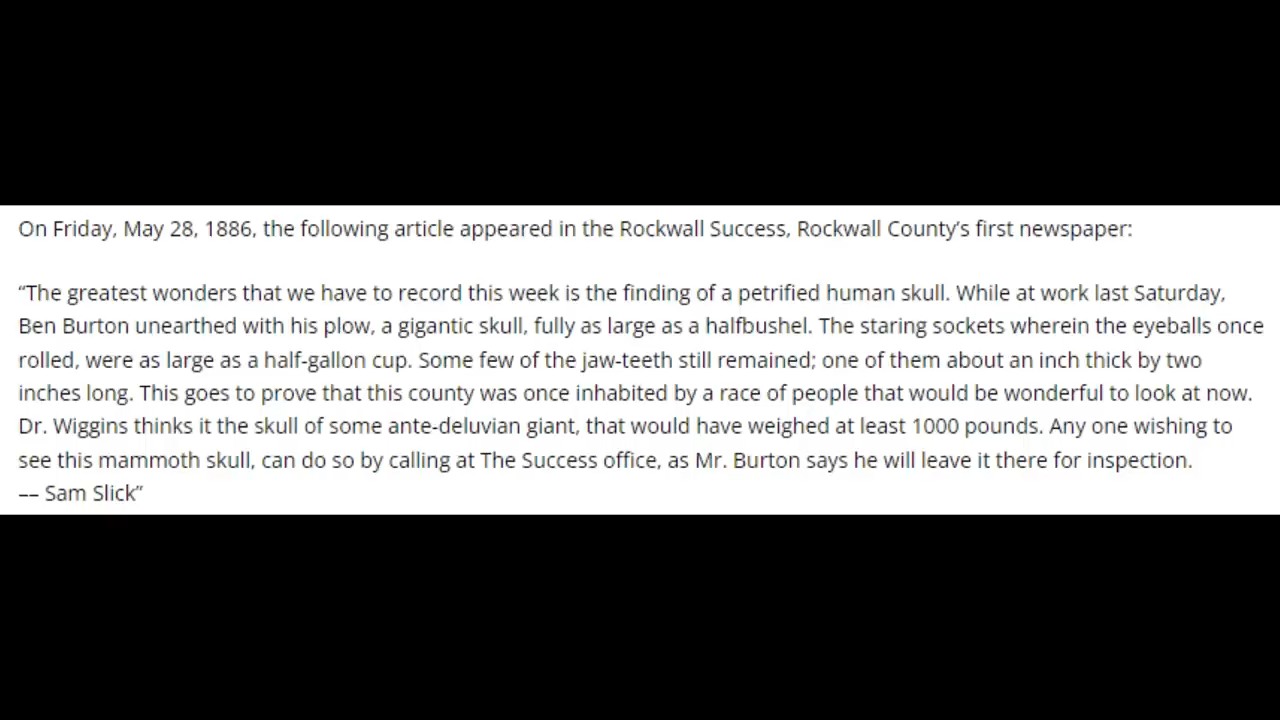 On Friday, May 28, 1886, the following article appeared in the Rockwall Success, Rockwall County's first newspaper:
“The greatest wonders that we have to record this week is the finding of a petrified human skull. While at work last Saturday,
Ben Burton unearthed with his plow, a gigantic skull, fully as large as a halfbushel. The staring sockets wherein the eyeballs once
rolled, were as large as a half-gallon cup. Some few of the jaw-teeth still remained; one of them about an inch thick by two
inches long. This goes to prove that this county was once inhabited by a race of people that would be wonderful to look at now.
Dr. Wiggins thinks it the skull of some ante-deluvian giant, that would have weighed at least 1000 pounds. Any one wishing to
see this mammoth skull, can do so by calling at The Success office, as Mr. Burton says he will leave it there for inspection.
–– Sam Slick”